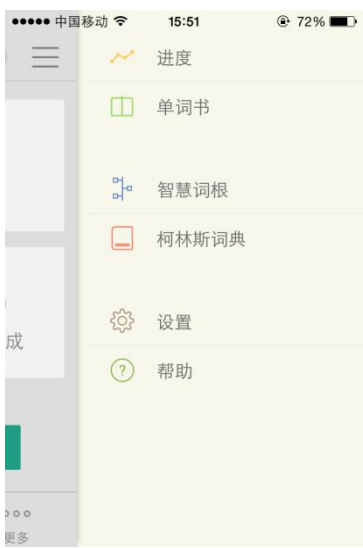 中国移动 15:51 72%
进度
单词书
智慧词根
柯林斯词典
成
设置
?
帮助
更多